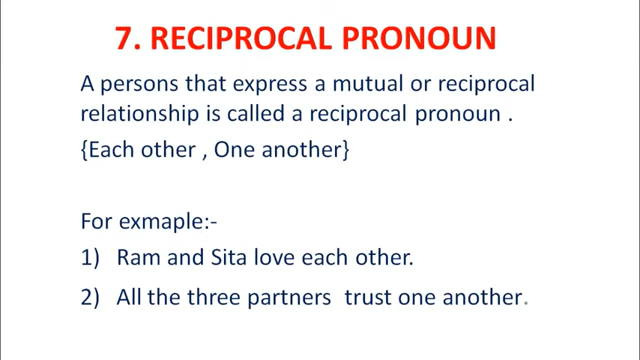 7. RECIPROCAL PRONOUN
A persons that express a mutual or reciprocal
relationship is called a reciprocal pronoun .
{Each other , One another}
For exmaple:-
1) Ram and Sita love each other.
2) All the three partners trust one another.